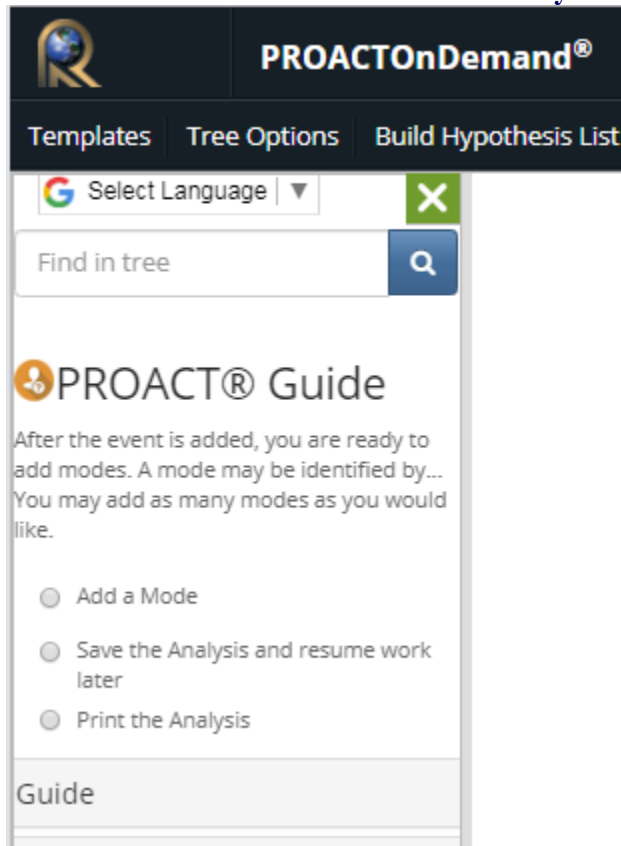 PROACTOnDemand®
Templates Tree Options Build Hypothesis List
Select Language ▼
Find in tree
PROACT® Guide
After the event is added, you are ready to
add modes. A mode may be identified by...
You may add as many modes as you would
like.
Add a Mode
Save the Analysis and resume work
later
Print the Analysis
Guide